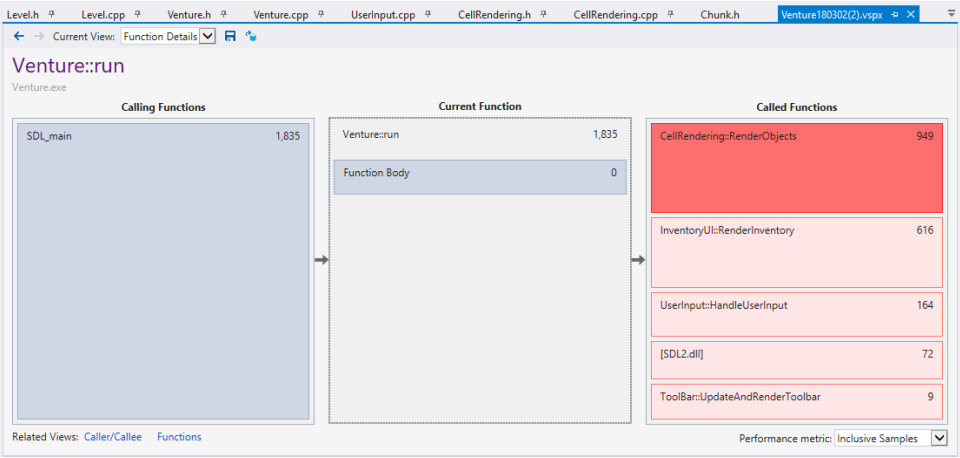 Level.h Level.cpp Venture.h Venture.cpp UserInput.cpp CellRendering.h CellRendering.cpp Chunk.h Venture180302(2).vspx
Current View: Function Details
Venture::run
Venture.exe
Calling Functions Current Function Called Functions
SDL_main 1,835 Venture::run 1,835 CellRendering::RenderObjects 949
Function Body 0
InventoryUI::RenderInventory 616
UserInput::HandleUserInput 164
[SDL2.dll] 72
ToolBar::UpdateAndRenderToolbar 9
Related Views: Caller/Callee Functions Performance metric: Inclusive Samples